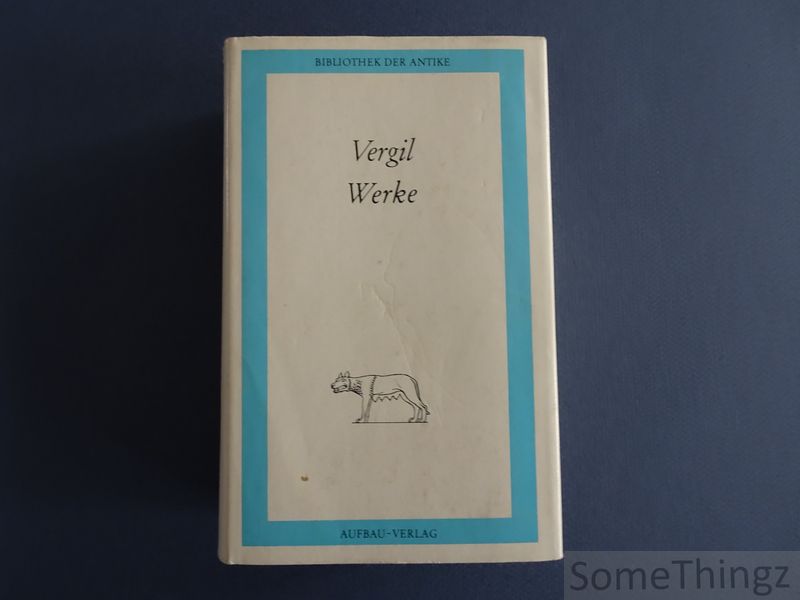 BIBLIOTHEK DER ANTIKE
Vergil
Werke
AUFBAU-VERLAG
SomeThingz